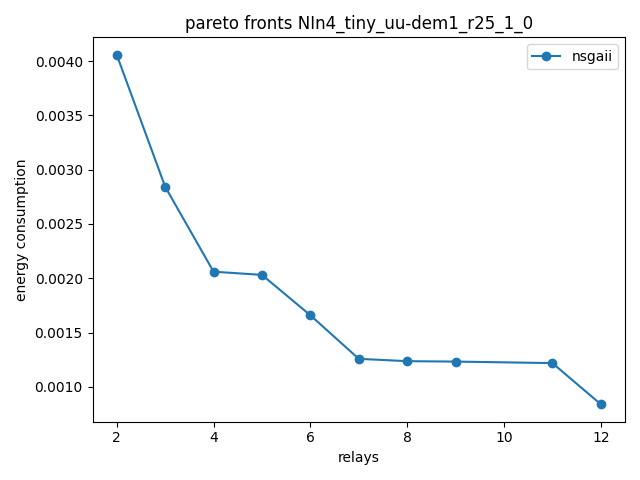 pareto fronts NIn4_tiny_uu-dem1_r25_1_0
nsgaii
0.0040
0.0035
0.0030
0.0025
0.0020
0.0015
0.0010
energy consumption
2 4 6 8 10 12
relays